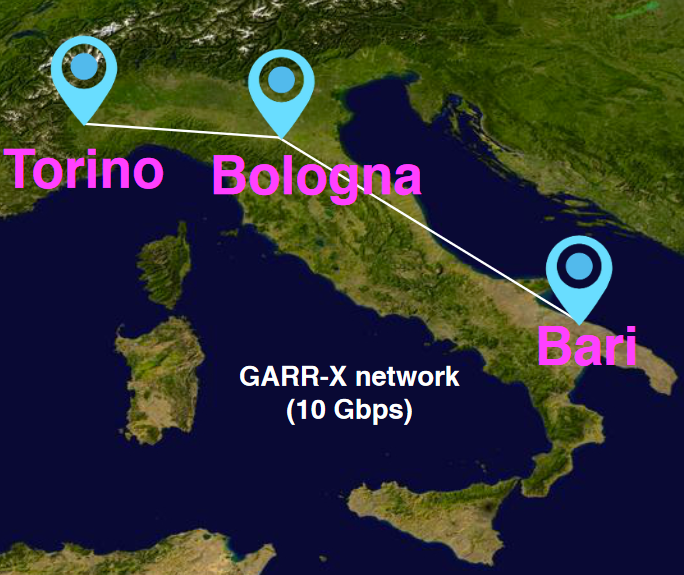 Torino
Bologna
Bari
GARR-X network
(10 Gbps)